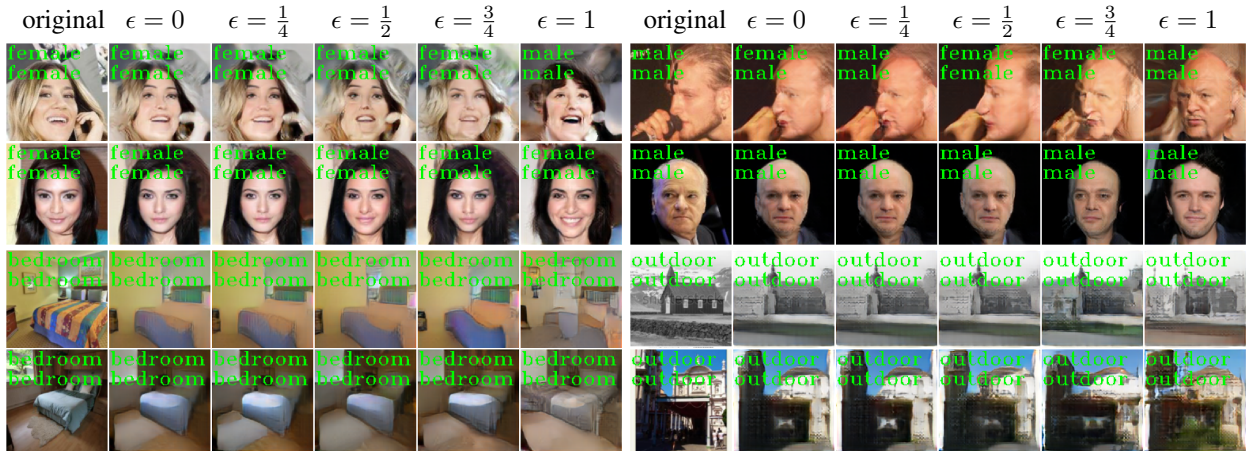 original ϵ = 0 ϵ = 1/4 ϵ = 1/2 ϵ = 3/4 ϵ = 1 original ϵ = 0 ϵ = 1/4 ϵ = 1/2 ϵ = 3/4 ϵ = 1
female female female female female male male female male female female male
female female female female female male male male male female male male
female female female female female female male male male male male male
female female female female female female male male male male male male
bedroom bedroom bedroom bedroom bedroom bedroom outdoor outdoor outdoor outdoor outdoor outdoor
bedroom bedroom bedroom bedroom bedroom bedroom outdoor outdoor outdoor outdoor outdoor outdoor
bedroom bedroom bedroom bedroom bedroom bedroom outdoor outdoor outdoor outdoor outdoor outdoor
bedroom bedroom bedroom bedroom bedroom bedroom outdoor outdoor outdoor outdoor outdoor outdoor